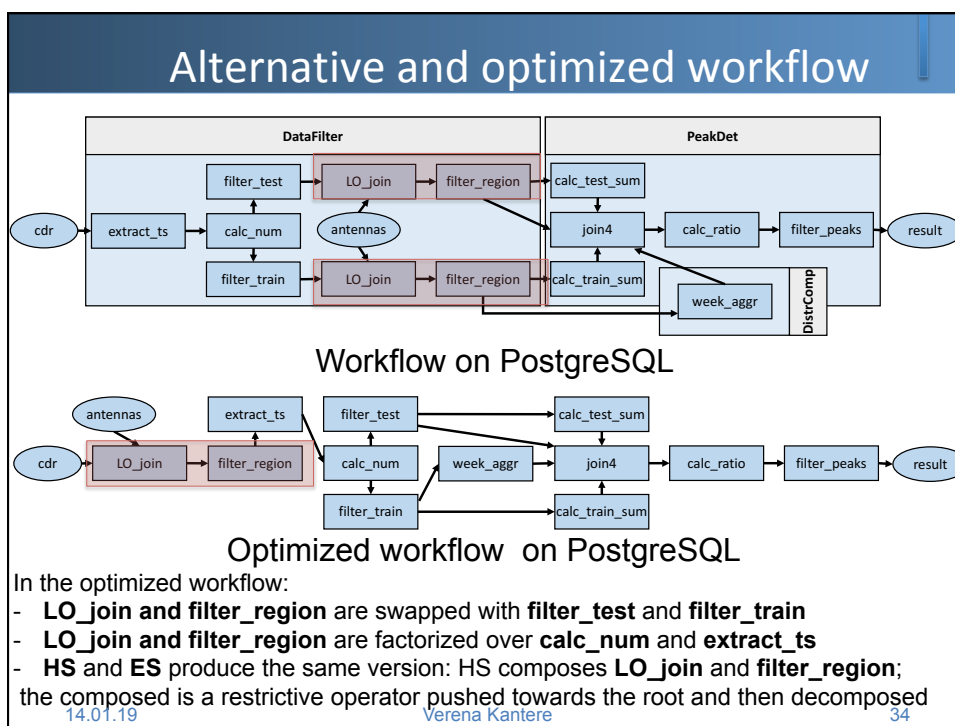 Alternative and optimized workflow
DataFilter
PeakDet
filter_test
LO_join
filter_region
calc_test_sum
cdr
extract_ts
calc_num
antennas
join4
calc_ratio
filter_peaks
result
filter_train
LO_join
filter_region
calc_train_sum
week_aggr
DistrComp
Workflow on PostgreSQL
antennas
extract_ts
filter_test
calc_test_sum
cdr
LO_join
filter_region
calc_num
week_aggr
join4
calc_ratio
filter_peaks
result
filter_train
calc_train_sum
Optimized workflow on PostgreSQL
In the optimized workflow:
- LO_join and filter_region are swapped with filter_test and filter_train
- LO_join and filter_region are factorized over calc_num and extract_ts
- HS and ES produce the same version: HS composes LO_join and filter_region;
the composed is a restrictive operator pushed towards the root and then decomposed
14.01.19 Verena Kantere 34